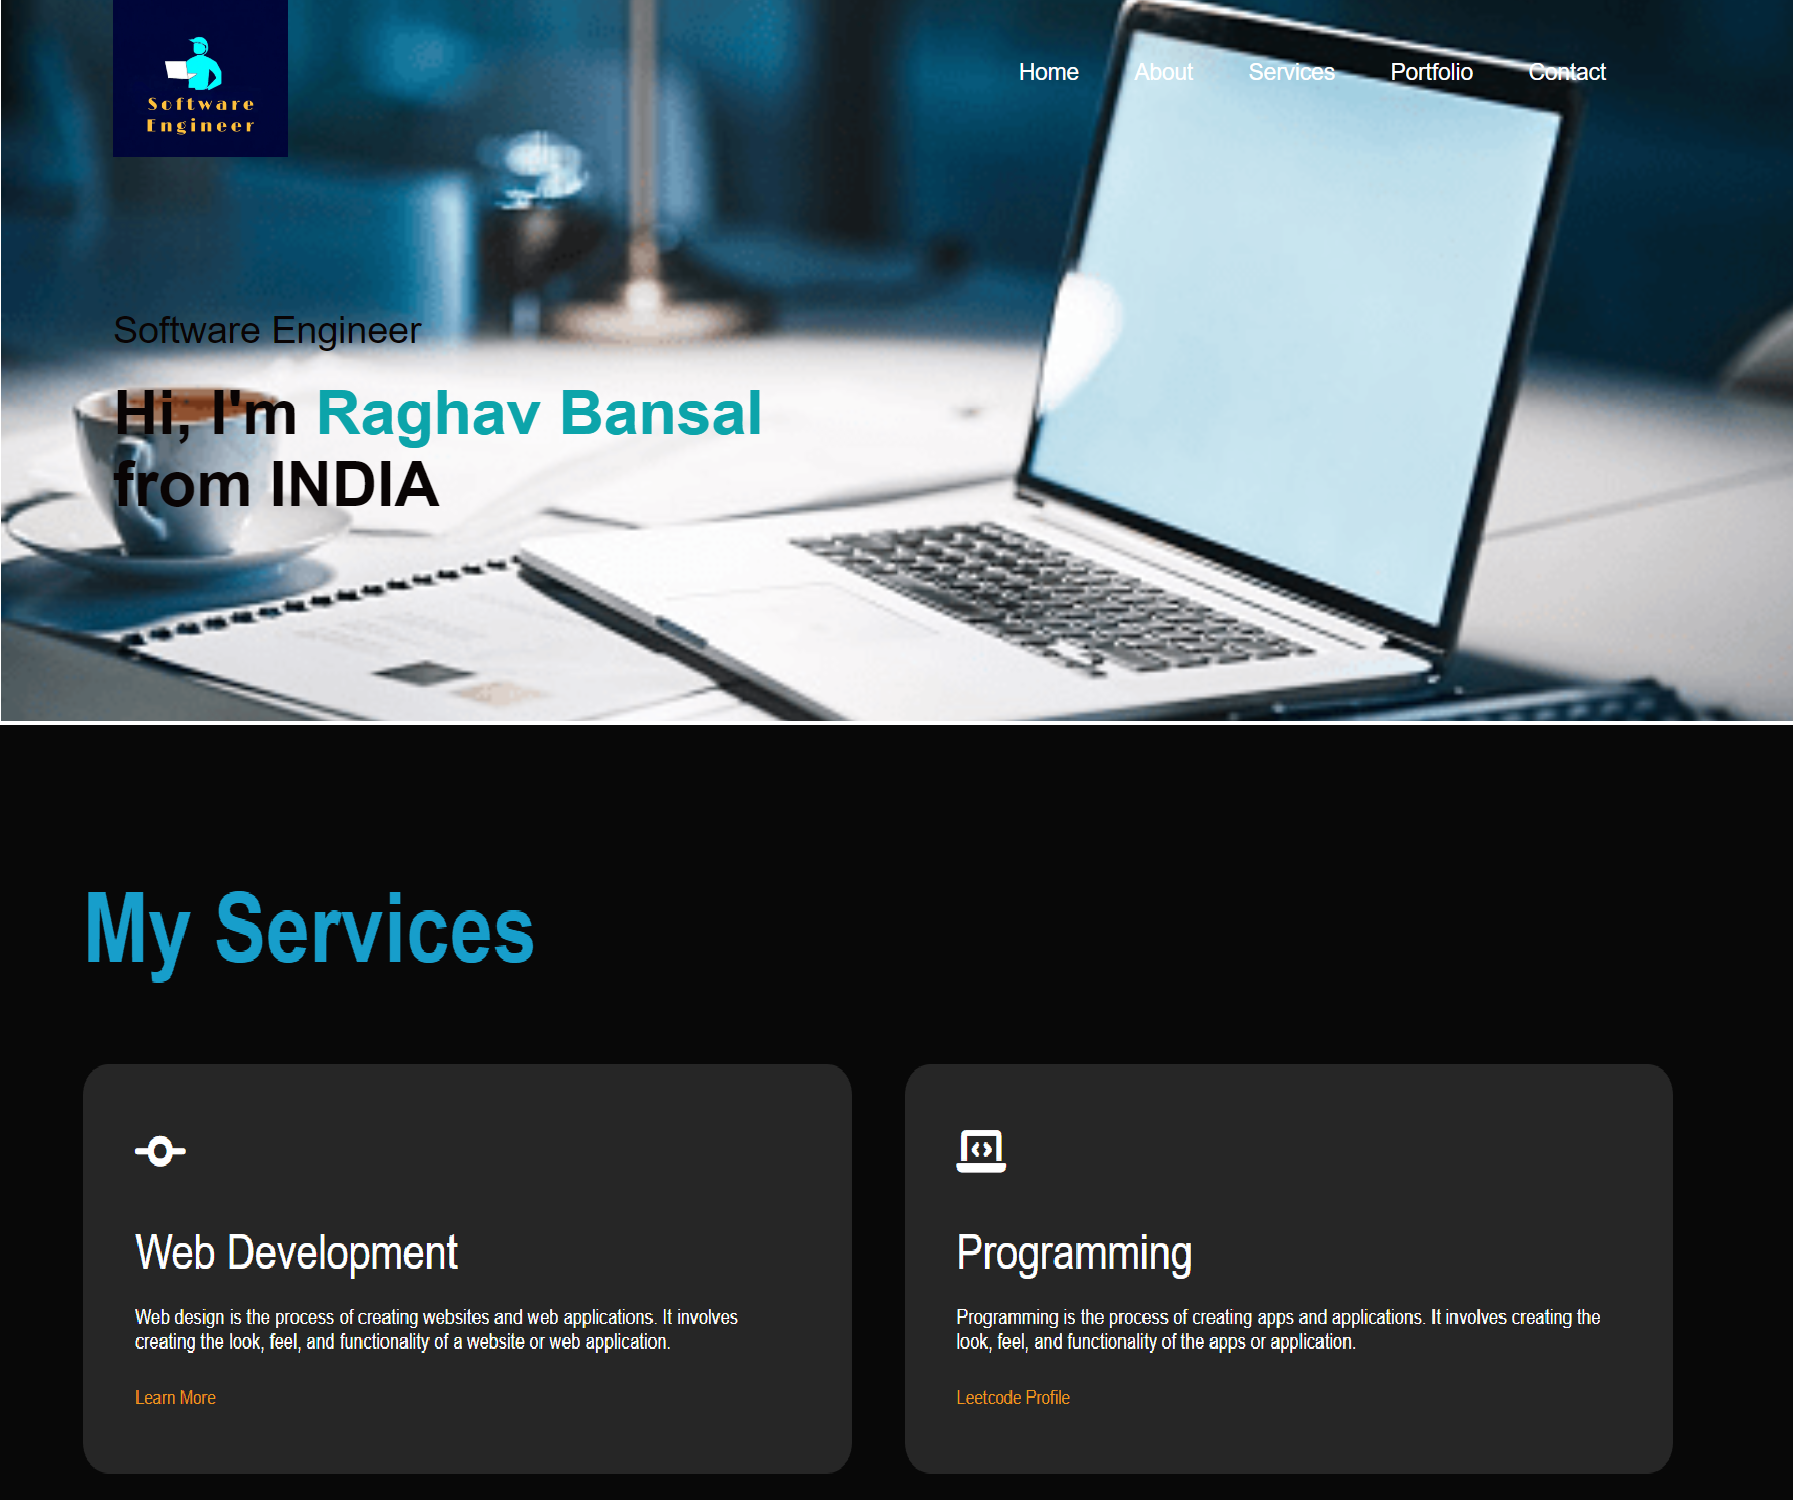 Software
Engineer
Home About Services Portfolio Contact
Software Engineer
Hi, I'm Raghav Bansal
from INDIA
My Services
Web Development
Web design is the process of creating websites and web applications. It involves
creating the look, feel, and functionality of a website or web application.
Learn More
Programming
Programming is the process of creating apps and applications. It involves creating the
look, feel, and functionality of the apps or application.
Leetcode Profile